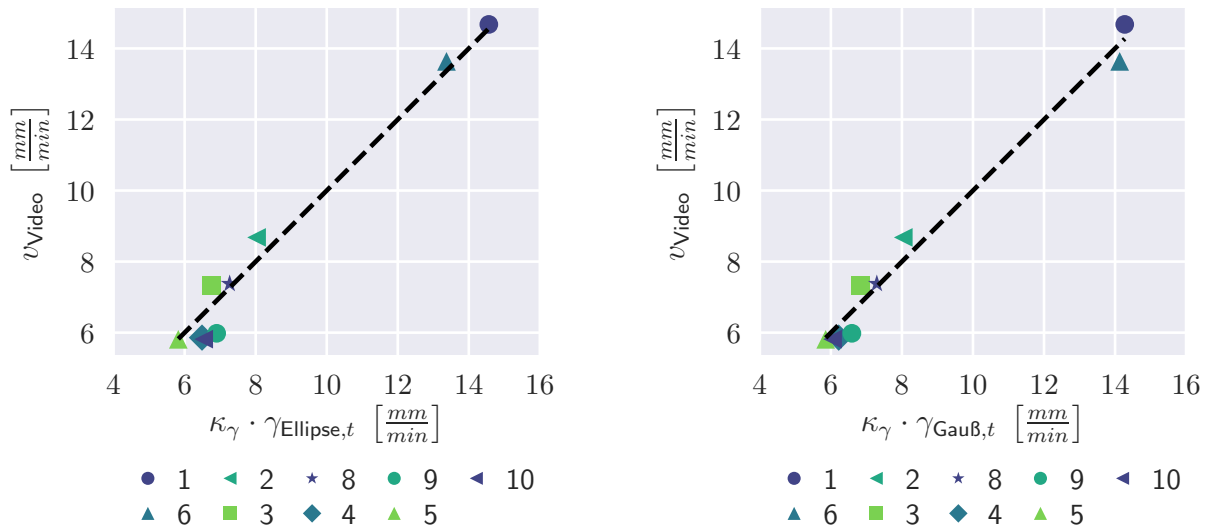 14
12
10
8
6
v_Video [mm/min]
4 6 8 10 12 14 16
κ_γ · γ_Ellipse,t [mm/min]
1 2 8 9 10
6 3 4 5
14
12
10
8
6
v_Video [mm/min]
4 6 8 10 12 14 16
κ_γ · γ_Gauß,t [mm/min]
1 2 8 9 10
6 3 4 5